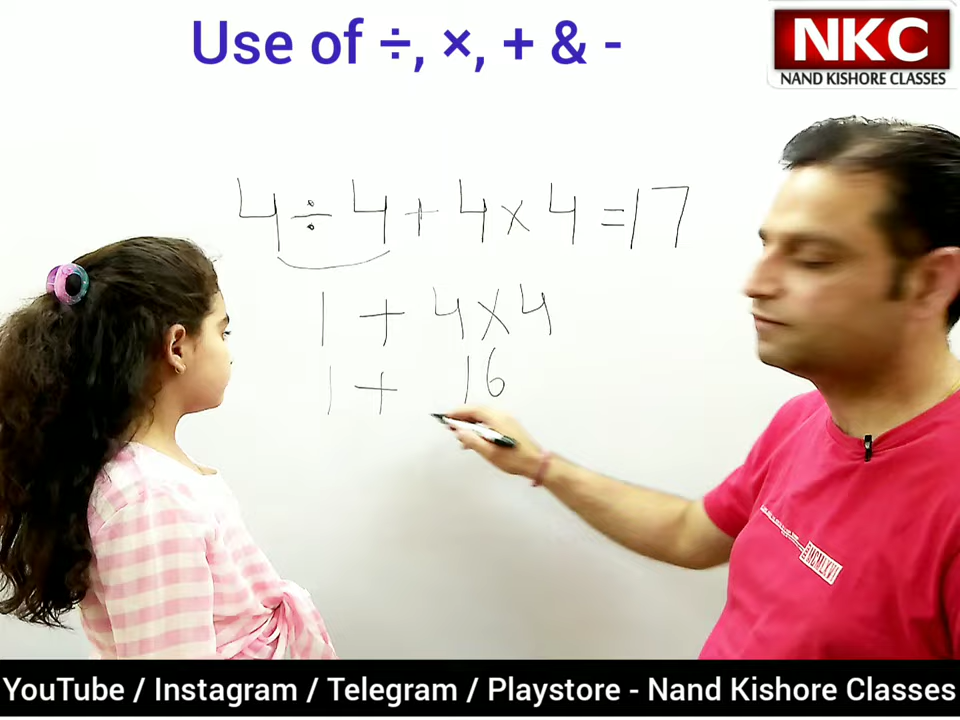 Use of ÷, ×, + & -
NKC
NAND KISHORE CLASSES
4 ÷ 4 + 4 × 4 = 17
1 + 4 × 4
1 + 16
YouTube / Instagram / Telegram / Playstore - Nand Kishore Classes